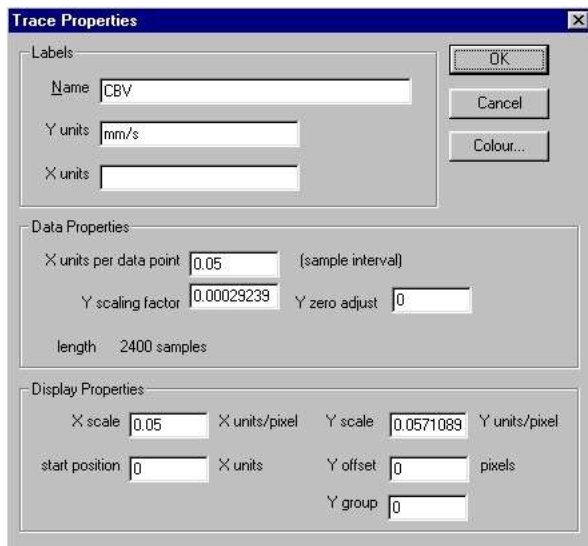 Trace Properties
Labels
OK
Name CBV
Cancel
Y units mm/s
Colour...
X units
Data Properties
X units per data point 0.05 (sample interval)
Y scaling factor 0.00029239 Y zero adjust 0
length 2400 samples
Display Properties
X scale 0.05 X units/pixel Y scale 0.0571089 Y units/pixel
start position 0 X units Y offset 0 pixels
Y group 0